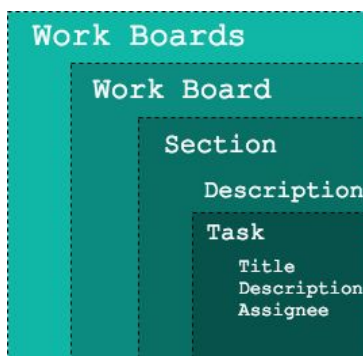 Work Boards
Work Board
Section
Description
Task
Title
Description
Assignee